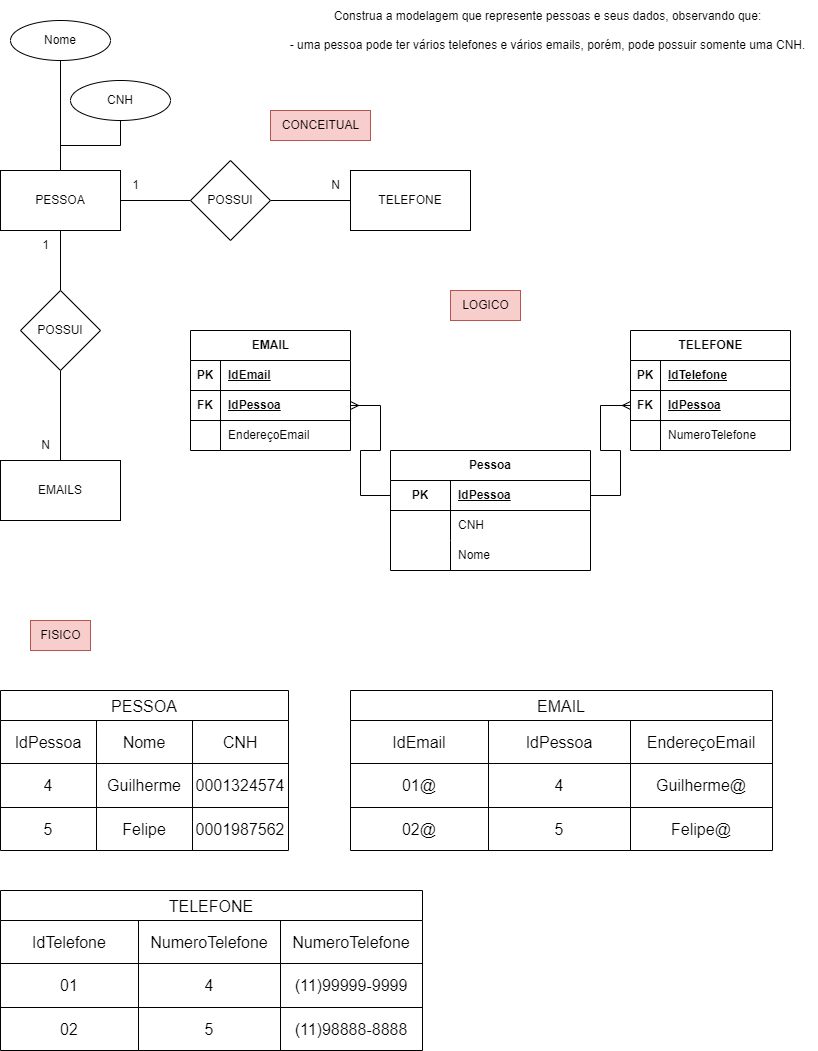 Construa a modelagem que represente pessoas e seus dados, observando que:
- uma pessoa pode ter vários telefones e vários emails, porém, pode possuir somente uma CNH.
Nome
CNH
CONCEITUAL
PESSOA
1
POSSUI
N
TELEFONE
1
POSSUI
N
EMAILS
LOGICO
EMAIL
PK IdEmail
FK IdPessoa
EndereçoEmail
TELEFONE
PK IdTelefone
FK IdPessoa
NumeroTelefone
Pessoa
PK IdPessoa
CNH
Nome
FISICO
PESSOA
IdPessoa Nome CNH
4 Guilherme 0001324574
5 Felipe 0001987562
EMAIL
IdEmail IdPessoa EndereçoEmail
01@ 4 Guilherme@
02@ 5 Felipe@
TELEFONE
IdTelefone NumeroTelefone NumeroTelefone
01 4 (11)99999-9999
02 5 (11)98888-8888